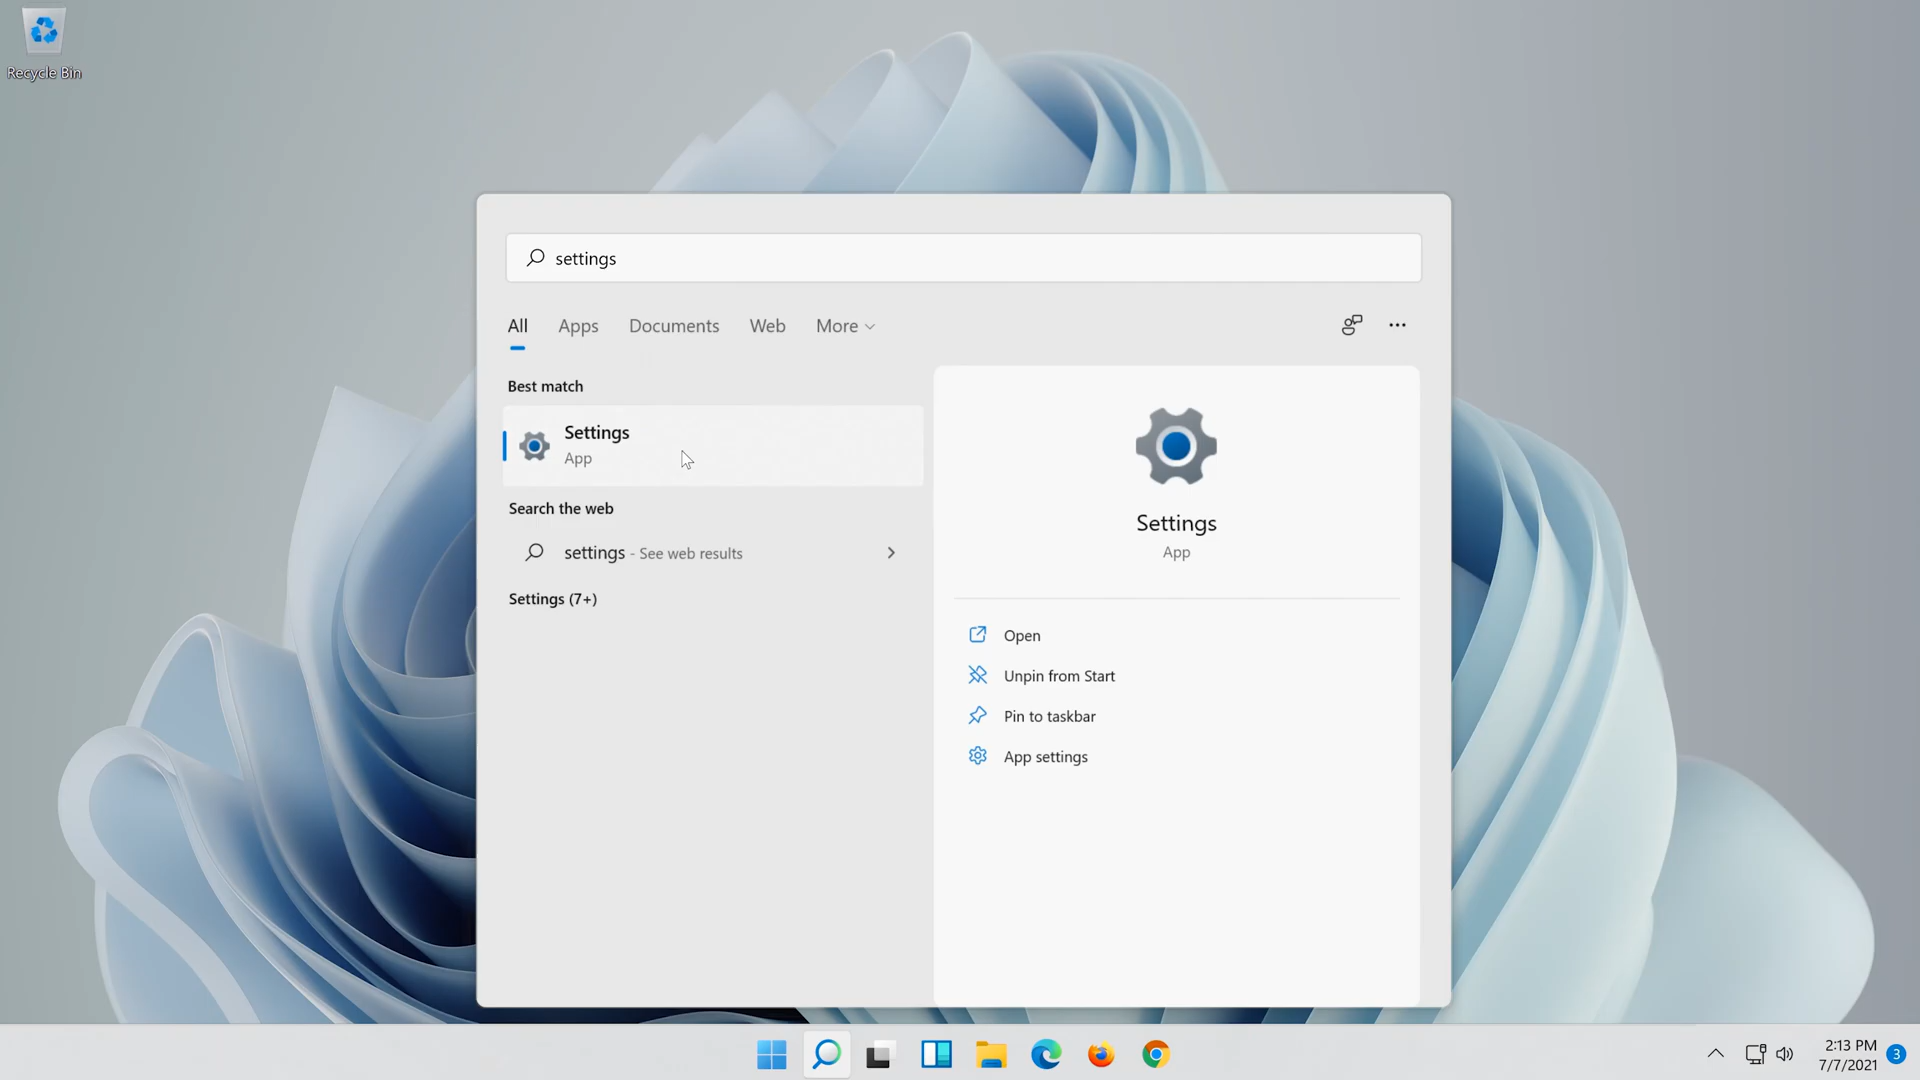 Recycle Bin
settings
All Apps Documents Web More
Best match
Settings
App
Search the web
settings - See web results
Settings (7+)
Settings
App
Open
Unpin from Start
Pin to taskbar
App settings
2:13 PM
7/7/2021
3